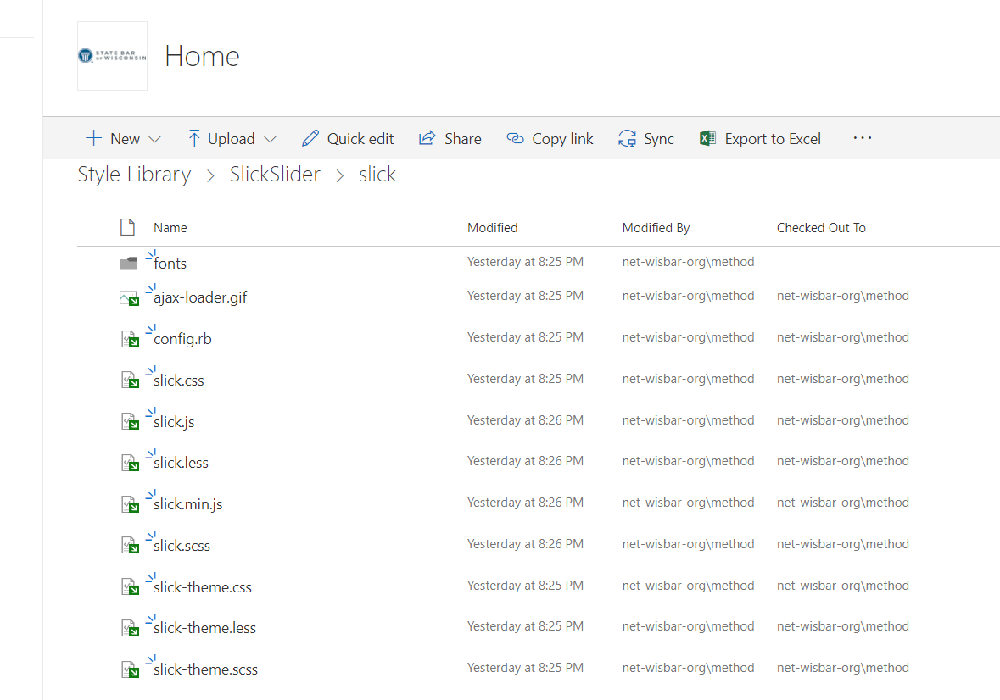 STATE BAR
OF WISCONSIN
Home
New Upload Quick edit Share Copy link Sync Export to Excel ···
Style Library > SlickSlider > slick
Name Modified Modified By Checked Out To
fonts Yesterday at 8:25 PM net-wisbar-org\method
ajax-loader.gif Yesterday at 8:25 PM net-wisbar-org\method net-wisbar-org\method
config.rb Yesterday at 8:25 PM net-wisbar-org\method net-wisbar-org\method
slick.css Yesterday at 8:25 PM net-wisbar-org\method net-wisbar-org\method
slick.js Yesterday at 8:26 PM net-wisbar-org\method net-wisbar-org\method
slick.less Yesterday at 8:26 PM net-wisbar-org\method net-wisbar-org\method
slick.min.js Yesterday at 8:26 PM net-wisbar-org\method net-wisbar-org\method
slick.scss Yesterday at 8:26 PM net-wisbar-org\method net-wisbar-org\method
slick-theme.css Yesterday at 8:25 PM net-wisbar-org\method net-wisbar-org\method
slick-theme.less Yesterday at 8:25 PM net-wisbar-org\method net-wisbar-org\method
slick-theme.scss Yesterday at 8:25 PM net-wisbar-org\method net-wisbar-org\method